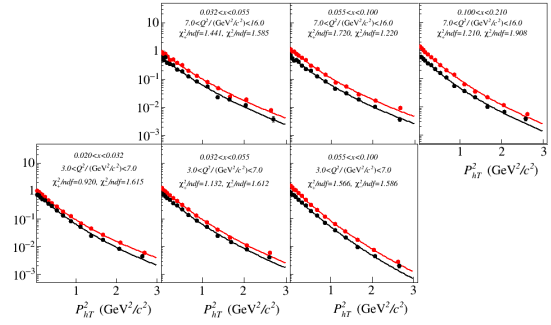 0.032<x<0.055
7.0<Q²/(GeV²/c²)<16.0
χ²₋/ndf=1.441, χ²₊/ndf=1.585
0.055<x<0.100
7.0<Q²/(GeV²/c²)<16.0
χ²₋/ndf=1.720, χ²₊/ndf=1.220
0.100<x<0.210
7.0<Q²/(GeV²/c²)<16.0
χ²₋/ndf=1.210, χ²₊/ndf=1.908
1
10⁻¹
10⁻²
10⁻³
1 2 3
P²hT (GeV²/c²)
0.020<x<0.032
3.0<Q²/(GeV²/c²)<7.0
χ²₋/ndf=0.920, χ²₊/ndf=1.615
0.032<x<0.055
3.0<Q²/(GeV²/c²)<7.0
χ²₋/ndf=1.132, χ²₊/ndf=1.612
0.055<x<0.100
3.0<Q²/(GeV²/c²)<7.0
χ²₋/ndf=1.566, χ²₊/ndf=1.586
1
10⁻¹
10⁻²
10⁻³
1 2 3 1 2 3 1 2 3
P²hT (GeV²/c²) P²hT (GeV²/c²) P²hT (GeV²/c²)